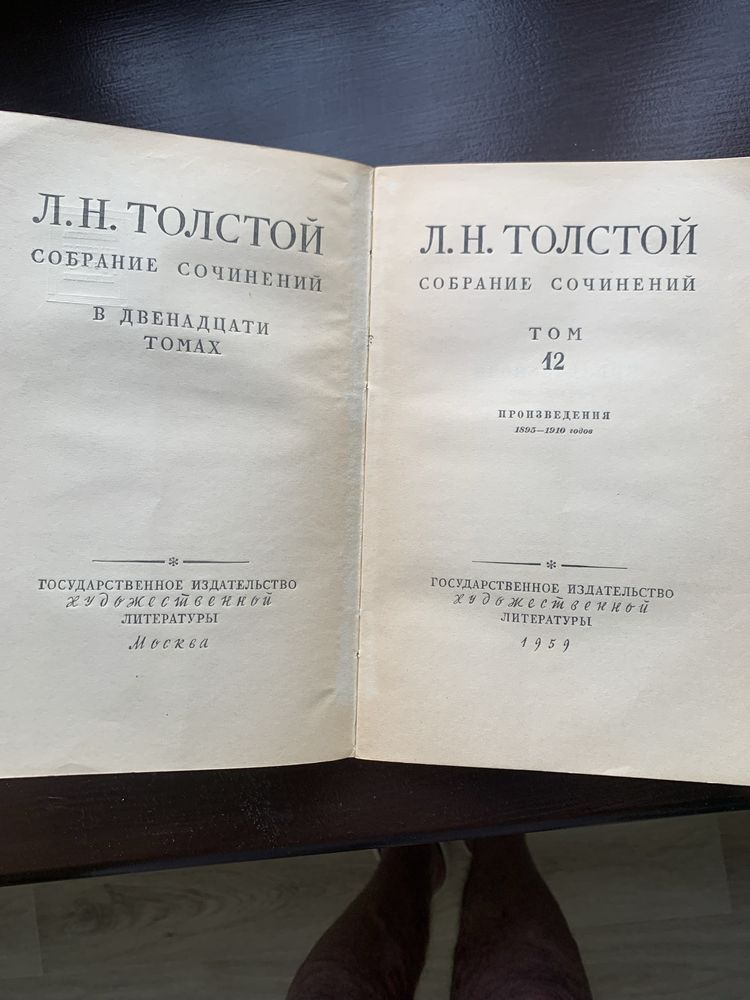 Л.Н. ТОЛСТОЙ
СОБРАНИЕ СОЧИНЕНИЙ
В ДВЕНАДЦАТИ
ТОМАХ
ГОСУДАРСТВЕННОЕ ИЗДАТЕЛЬСТВО
художественной
ЛИТЕРАТУРЫ
Москва
Л.Н. ТОЛСТОЙ
СОБРАНИЕ СОЧИНЕНИЙ
ТОМ
12
ПРОИЗВЕДЕНИЯ
1895—1910 годов
ГОСУДАРСТВЕННОЕ ИЗДАТЕЛЬСТВО
художественной
ЛИТЕРАТУРЫ
1959